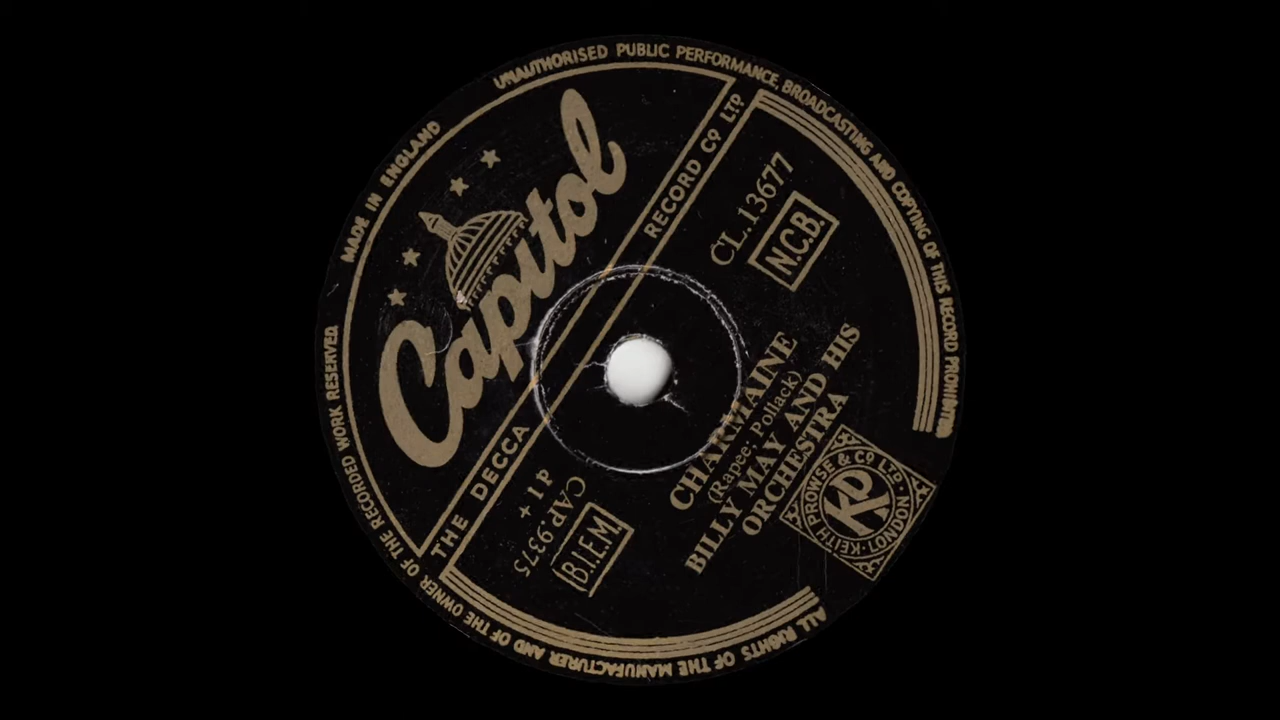 UNAUTHORISED PUBLIC PERFORMANCE, BROADCASTING AND COPYING OF THIS RECORD PROHIBITED
ALL RIGHTS OF THE MANUFACTURER AND OF THE OWNER OF THE RECORDED WORK RESERVED
MADE IN ENGLAND
Capitol
THE DECCA RECORD Cº LTD
CL.13677
N.C.B.
CAP.9375
B.I.E.M.
CHARMAINE
(Rapee; Pollack)
BILLY MAY AND HIS
ORCHESTRA
KEITH PROWSE & Cº LTD·
KP
·LONDON·